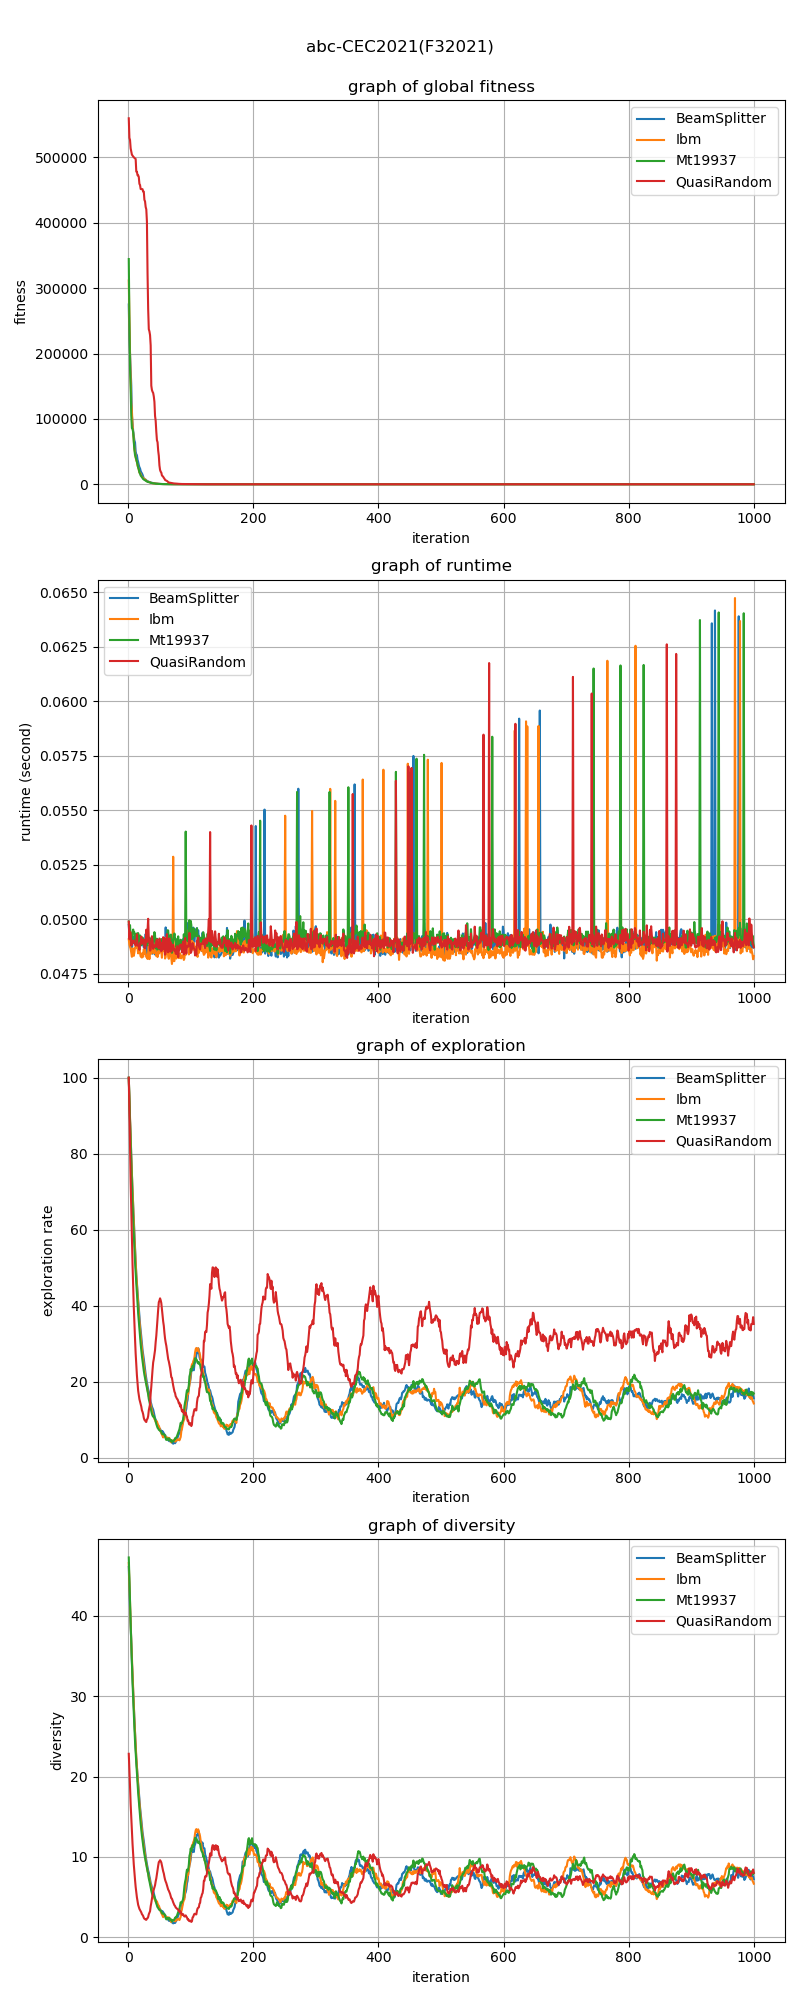 abc-CEC2021(F32021)
graph of global fitness
fitness
500000
400000
300000
200000
100000
0
BeamSplitter
Ibm
Mt19937
QuasiRandom
0 200 400 600 800 1000
iteration
graph of runtime
runtime (second)
0.0650
0.0625
0.0600
0.0575
0.0550
0.0525
0.0500
0.0475
BeamSplitter
Ibm
Mt19937
QuasiRandom
0 200 400 600 800 1000
iteration
graph of exploration
exploration rate
100
80
60
40
20
0
BeamSplitter
Ibm
Mt19937
QuasiRandom
0 200 400 600 800 1000
iteration
graph of diversity
diversity
40
30
20
10
0
BeamSplitter
Ibm
Mt19937
QuasiRandom
0 200 400 600 800 1000
iteration